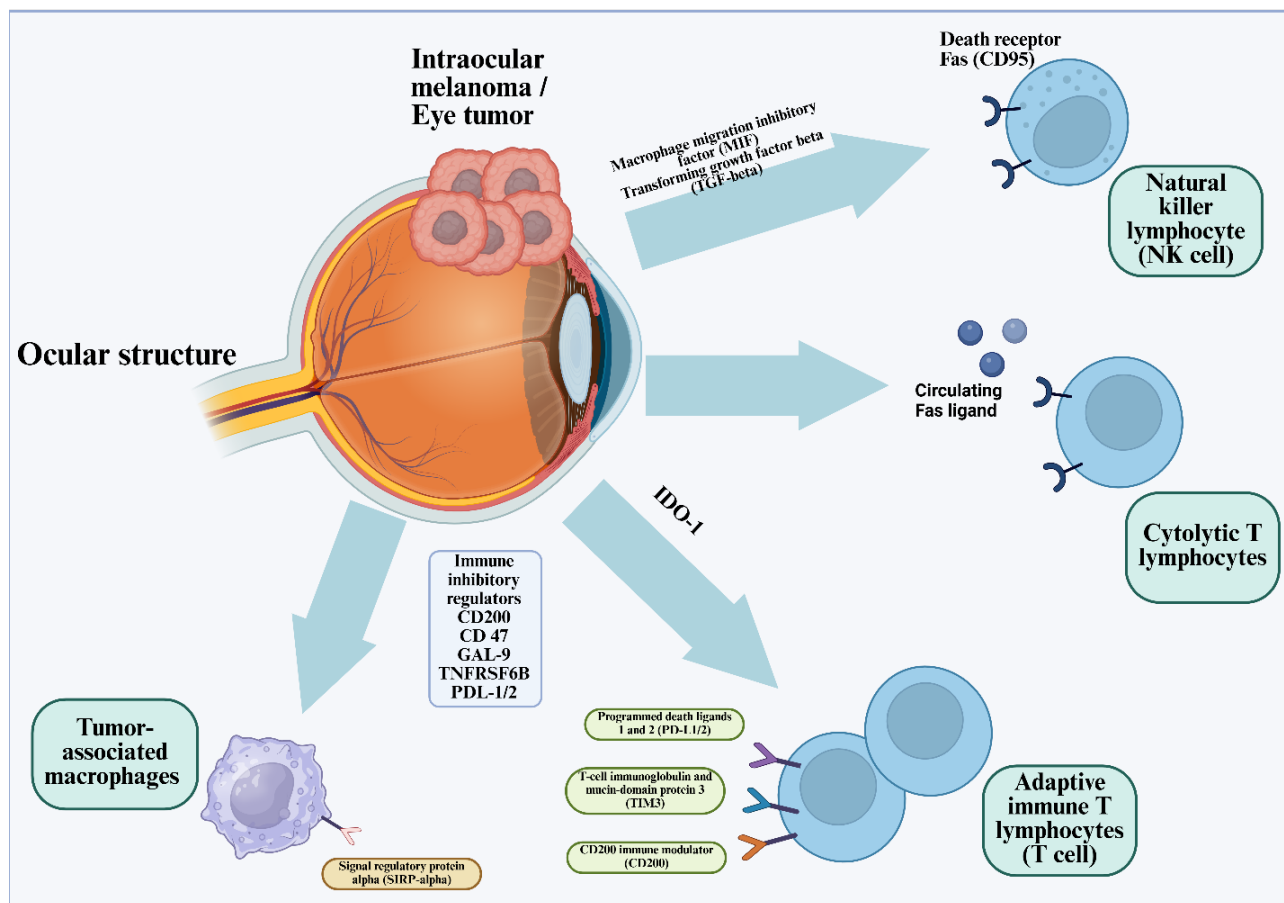 Intraocular
melanoma /
Eye tumor
Macrophage migration inhibitory
factor (MIF)
Transforming growth factor beta
(TGF-beta)
Death receptor
Fas (CD95)
Natural
killer
lymphocyte
(NK cell)
Ocular structure
Circulating
Fas ligand
Cytolytic T
lymphocytes
IDO-1
Immune
inhibitory
regulators
CD200
CD 47
GAL-9
TNFRSF6B
PDL-1/2
Tumor-
associated
macrophages
Signal regulatory protein
alpha (SIRP-alpha)
Programmed death ligands
1 and 2 (PD-L1/2)
T-cell immunoglobulin and
mucin-domain protein 3
(TIM3)
CD200 immune modulator
(CD200)
Adaptive
immune T
lymphocytes
(T cell)